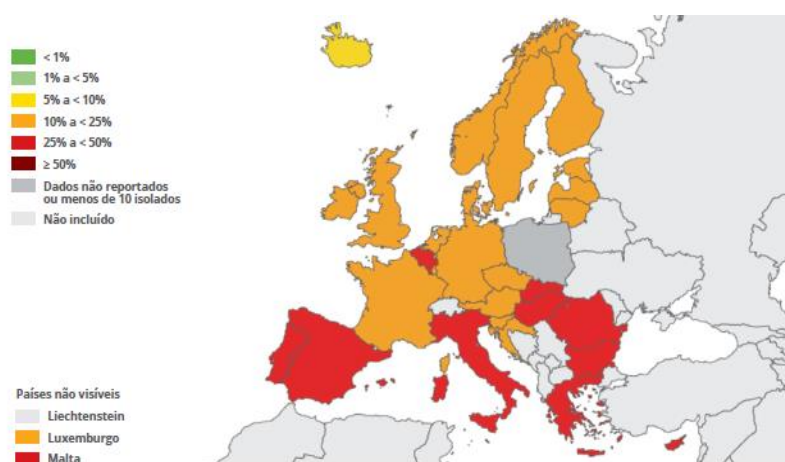 < 1%
1% a < 5%
5% a < 10%
10% a < 25%
25% a < 50%
≥ 50%
Dados não reportados
ou menos de 10 isolados
Não incluído
Países não visíveis
Liechtenstein
Luxemburgo
Malta